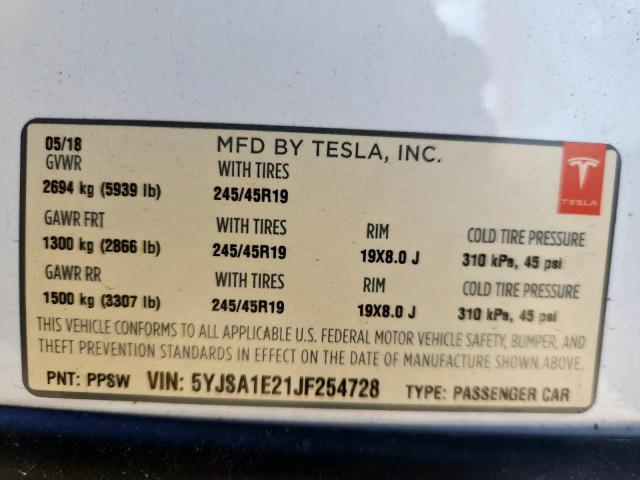 05/18 MFD BY TESLA, INC.
GVWR WITH TIRES
2694 kg (5939 lb) 245/45R19
TESLA
GAWR FRT WITH TIRES RIM COLD TIRE PRESSURE
1300 kg (2866 lb) 245/45R19 19X8.0 J 310 kPa, 45 psi
GAWR RR WITH TIRES RIM COLD TIRE PRESSURE
1500 kg (3307 lb) 245/45R19 19X8.0 J 310 kPa, 45 psi
THIS VEHICLE CONFORMS TO ALL APPLICABLE U.S. FEDERAL MOTOR VEHICLE SAFETY, BUMPER, AND
THEFT PREVENTION STANDARDS IN EFFECT ON THE DATE OF MANUFACTURE SHOWN ABOVE.
PNT: PPSW VIN: 5YJSA1E21JF254728 TYPE: PASSENGER CAR